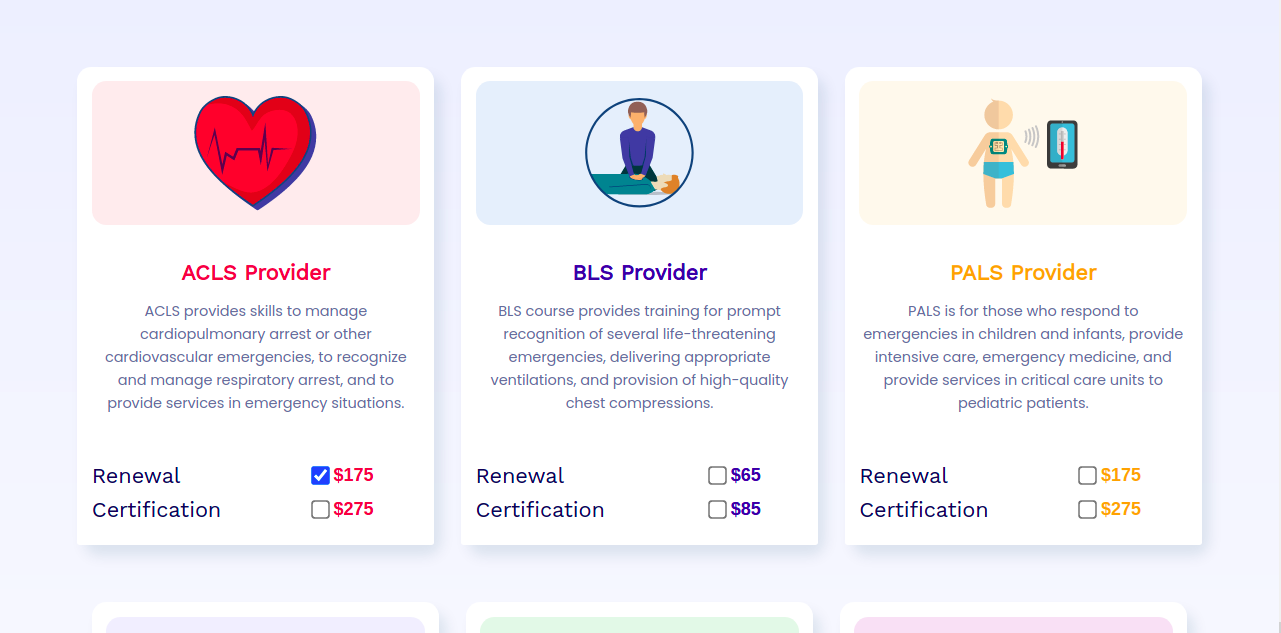 ACLS Provider
ACLS provides skills to manage
cardiopulmonary arrest or other
cardiovascular emergencies, to recognize
and manage respiratory arrest, and to
provide services in emergency situations.
Renewal $175
Certification $275
BLS Provider
BLS course provides training for prompt
recognition of several life-threatening
emergencies, delivering appropriate
ventilations, and provision of high-quality
chest compressions.
Renewal $65
Certification $85
PALS Provider
PALS is for those who respond to
emergencies in children and infants, provide
intensive care, emergency medicine, and
provide services in critical care units to
pediatric patients.
Renewal $175
Certification $275